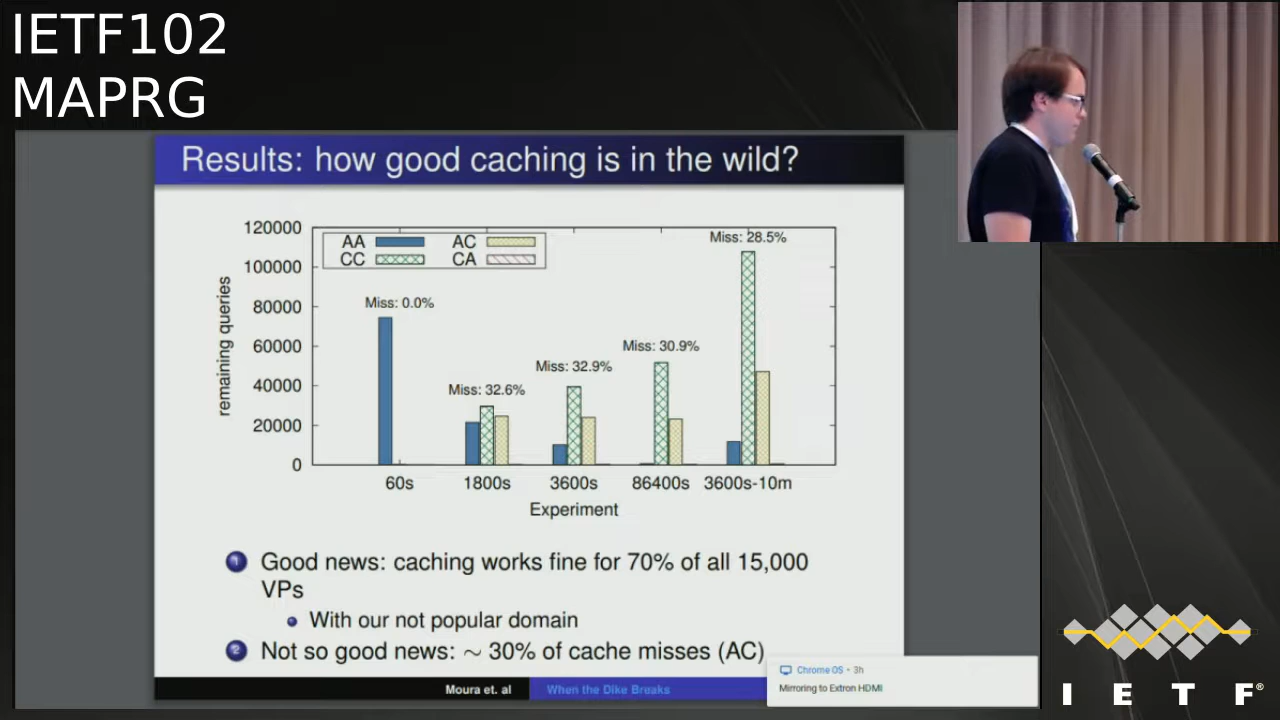 IETF102
MAPRG
Results: how good caching is in the wild?
120000
100000
80000
60000
40000
20000
0
remaining queries
AA
AC
CC
CA
Miss: 0.0%
Miss: 32.6%
Miss: 32.9%
Miss: 30.9%
Miss: 28.5%
60s 1800s 3600s 86400s 3600s-10m
Experiment
1 Good news: caching works fine for 70% of all 15,000
VPs
With our not popular domain
2 Not so good news: ∼ 30% of cache misses (AC)
Moura et. al When the Dike Breaks
Chrome OS • 3h
Mirroring to Extron HDMI
I E T F®